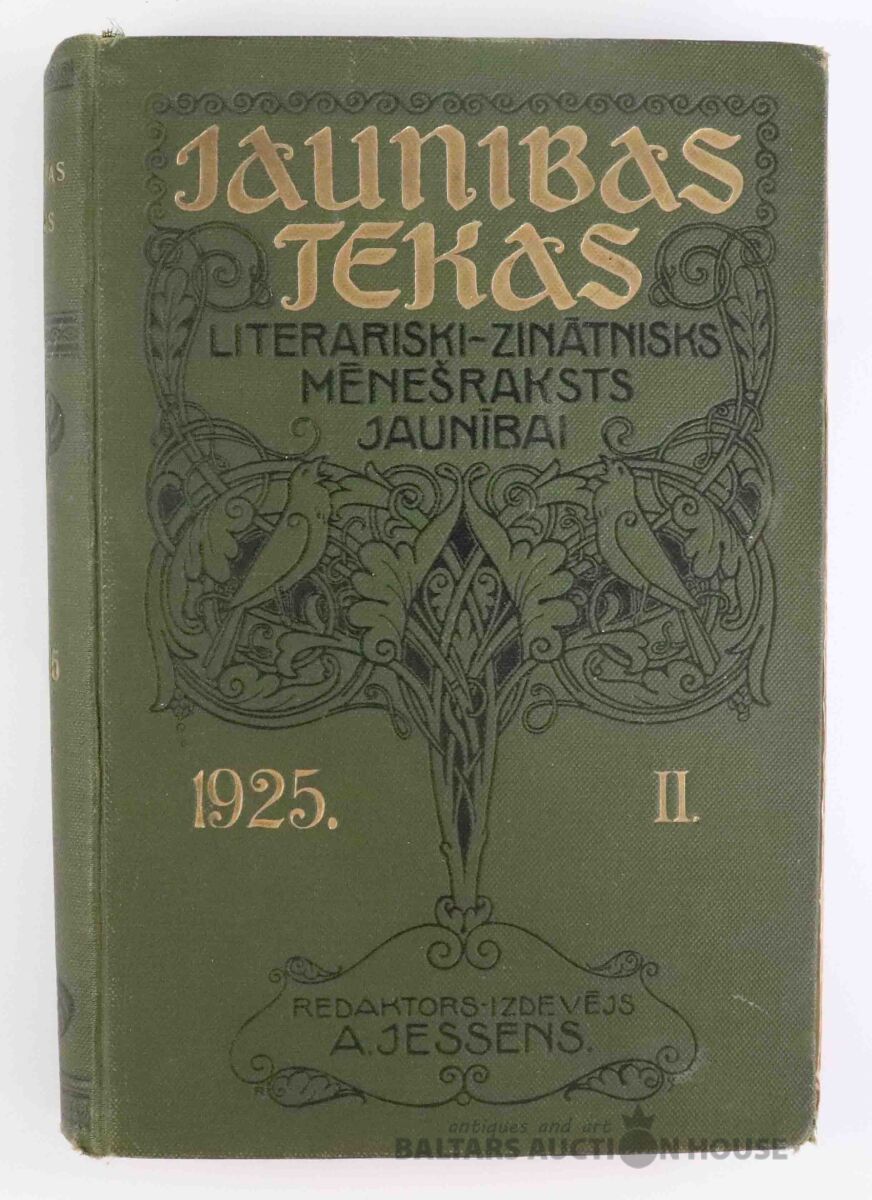 JAUNIBAS
TEKAS
LITERARISKI-ZINĀTNISKS
MĒNEŠRAKSTS
JAUNĪBAI
1925.
II.
REDAKTORS-IZDEVĒJS
A. JESSENS.
antiques and art
BALTARS AUCTION HOUSE